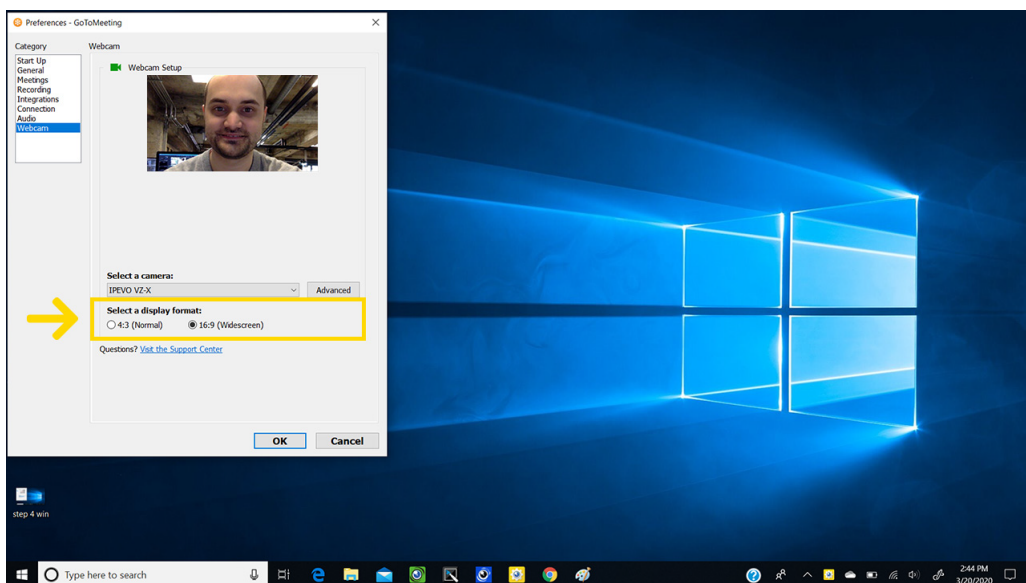 Preferences - GoToMeeting
Category
Webcam
Start Up
General
Meetings
Recording
Integrations
Connection
Audio
Webcam
Webcam Setup
Select a camera:
IPEVO VZ-X
Advanced
Select a display format:
4:3 (Normal) 16:9 (Widescreen)
Questions? Visit the Support Center
OK Cancel
step 4 win
Type here to search
2:44 PM
3/20/2020